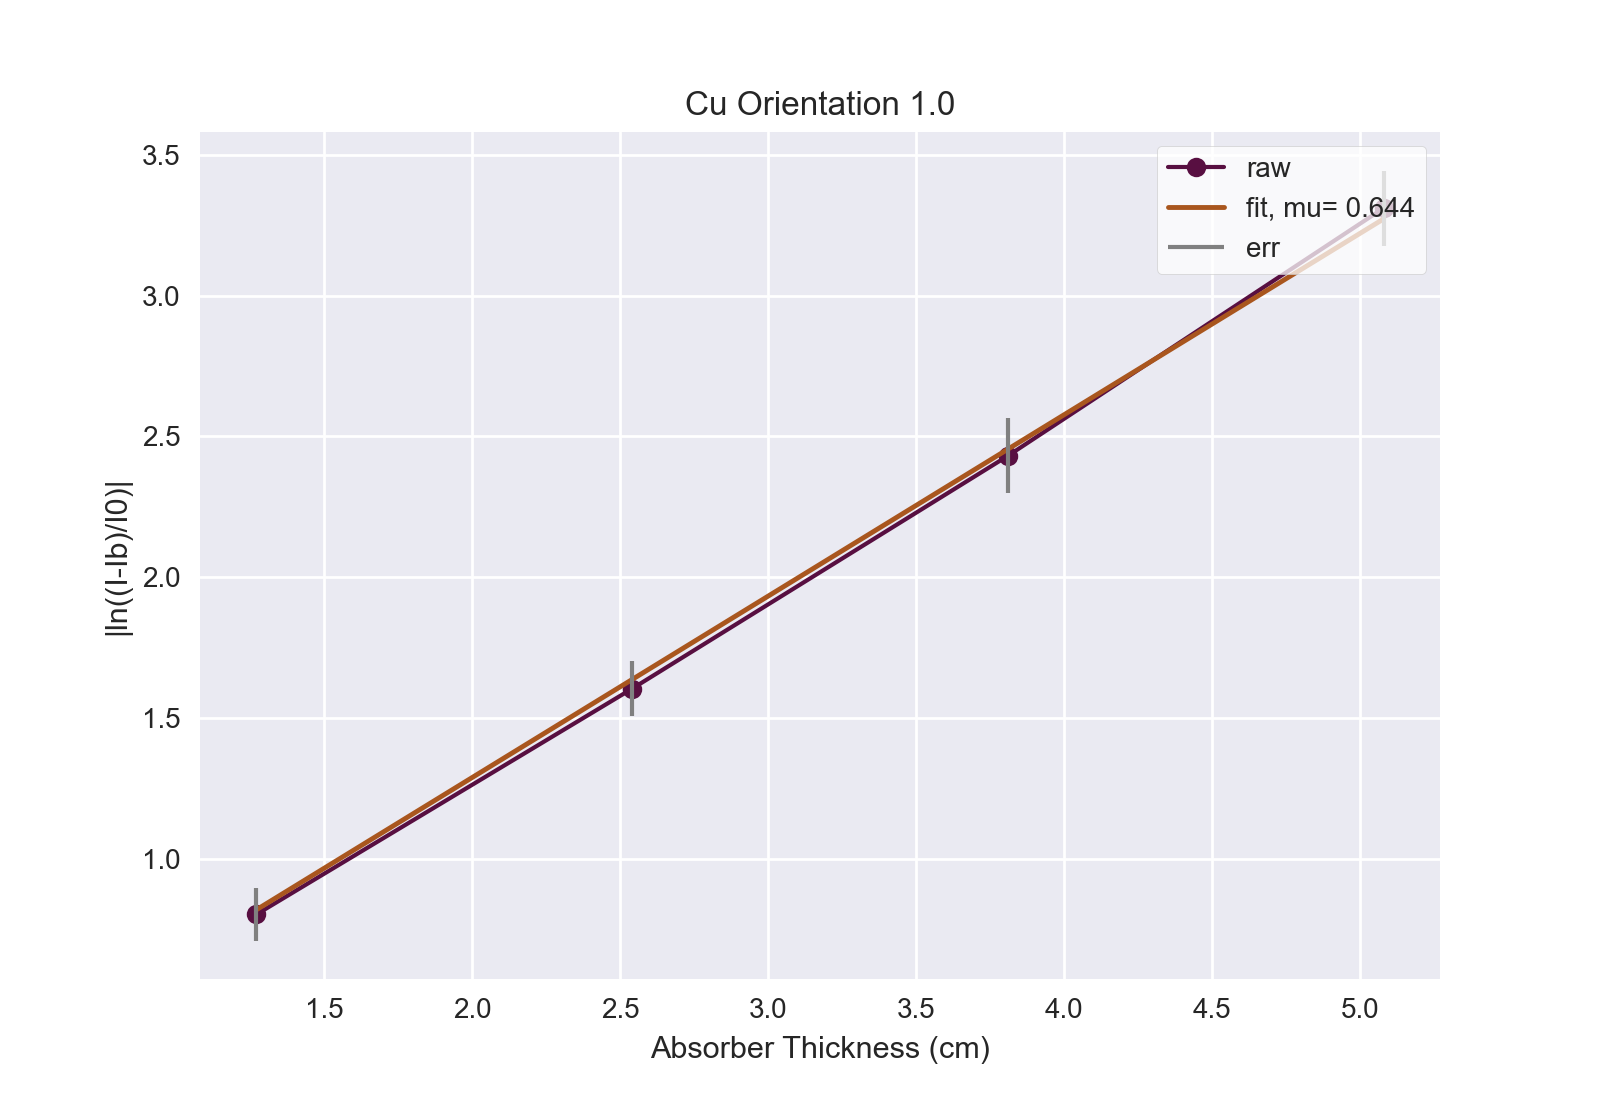 Cu Orientation 1.0
3.5
3.0
2.5
2.0
1.5
1.0
|ln((I-Ib)/I0)|
raw
fit, mu= 0.644
err
1.5 2.0 2.5 3.0 3.5 4.0 4.5 5.0
Absorber Thickness (cm)